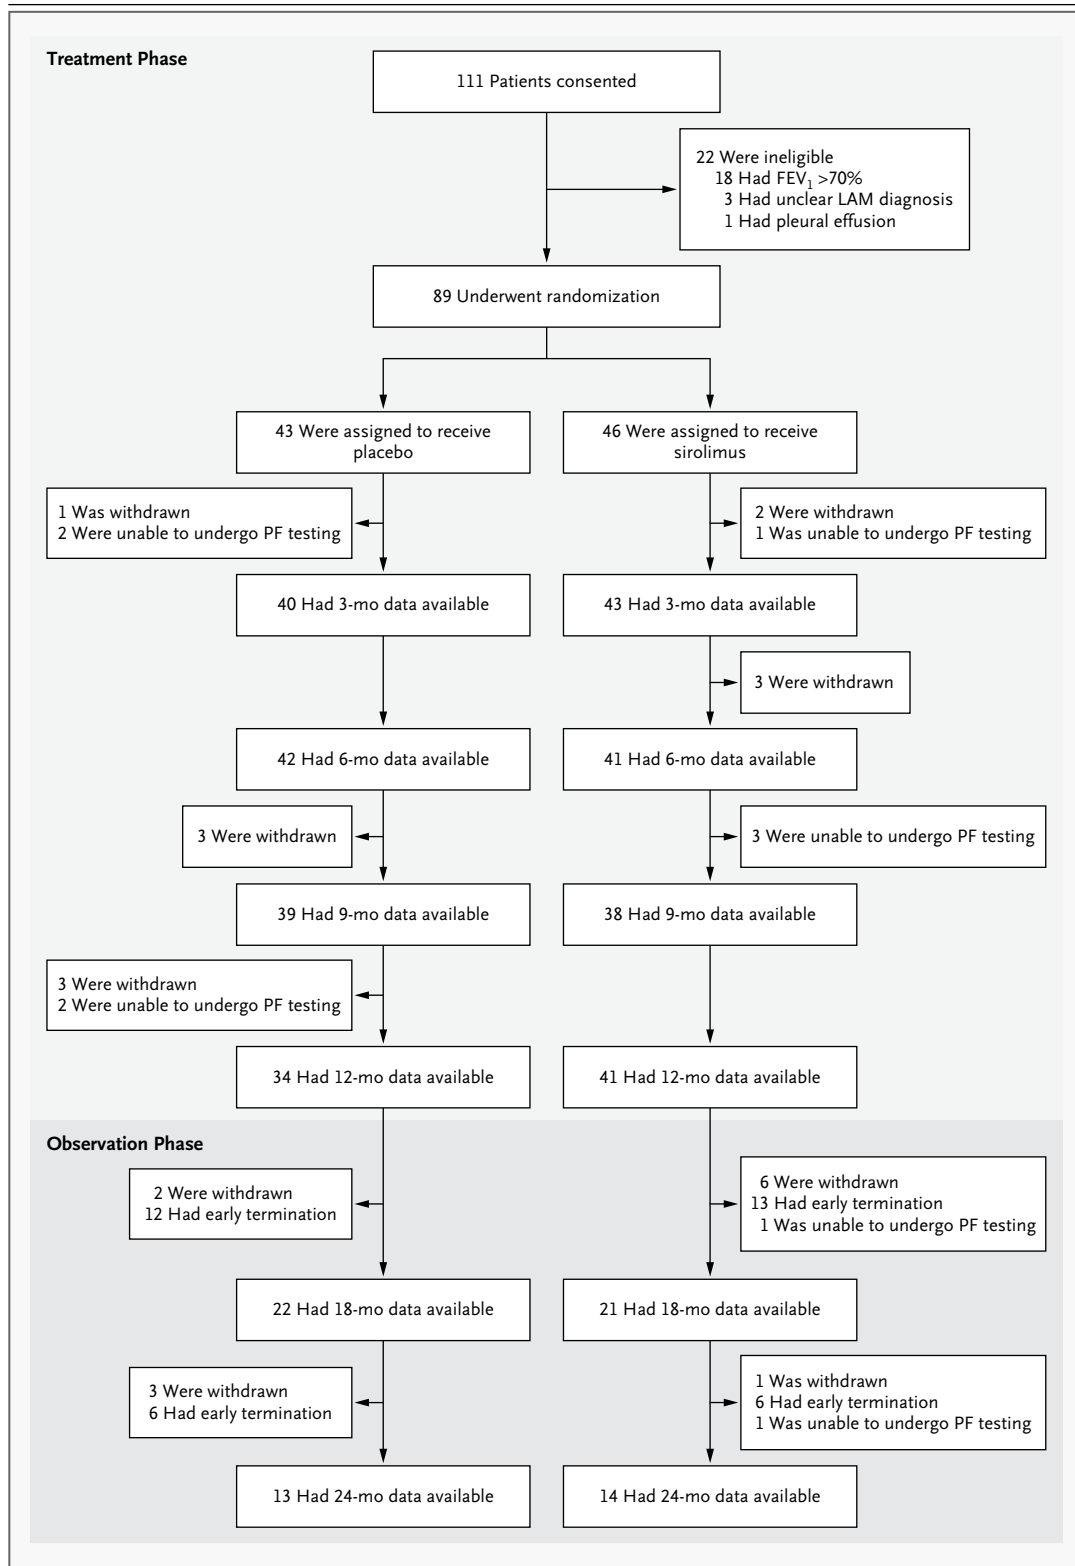 Treatment Phase
111 Patients consented
22 Were ineligible
18 Had FEV₁ >70%
3 Had unclear LAM diagnosis
1 Had pleural effusion
89 Underwent randomization
43 Were assigned to receive
placebo
46 Were assigned to receive
sirolimus
1 Was withdrawn
2 Were unable to undergo PF testing
2 Were withdrawn
1 Was unable to undergo PF testing
40 Had 3-mo data available
43 Had 3-mo data available
3 Were withdrawn
42 Had 6-mo data available
41 Had 6-mo data available
3 Were withdrawn
3 Were unable to undergo PF testing
39 Had 9-mo data available
38 Had 9-mo data available
3 Were withdrawn
2 Were unable to undergo PF testing
34 Had 12-mo data available
41 Had 12-mo data available
Observation Phase
2 Were withdrawn
12 Had early termination
6 Were withdrawn
13 Had early termination
1 Was unable to undergo PF testing
22 Had 18-mo data available
21 Had 18-mo data available
3 Were withdrawn
6 Had early termination
1 Was withdrawn
6 Had early termination
1 Was unable to undergo PF testing
13 Had 24-mo data available
14 Had 24-mo data available